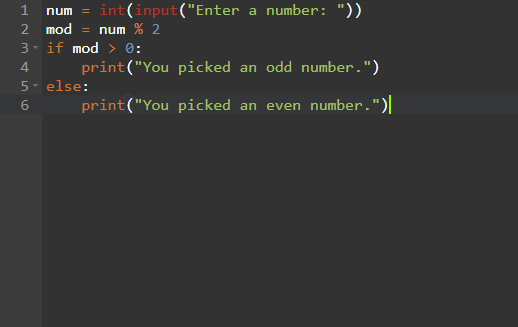 1 num = int(input("Enter a number: "))
2 mod = num % 2
3 if mod > 0:
4     print("You picked an odd number.")
5 else:
6     print("You picked an even number.")